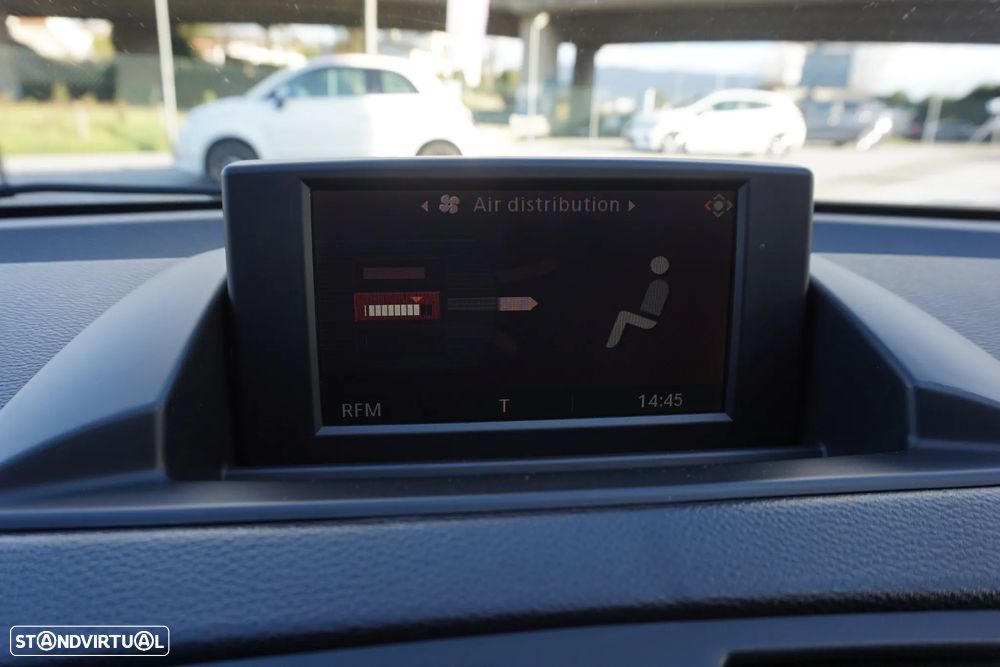 Air distribution
RFM T 14:45
STANDVIRTUAL